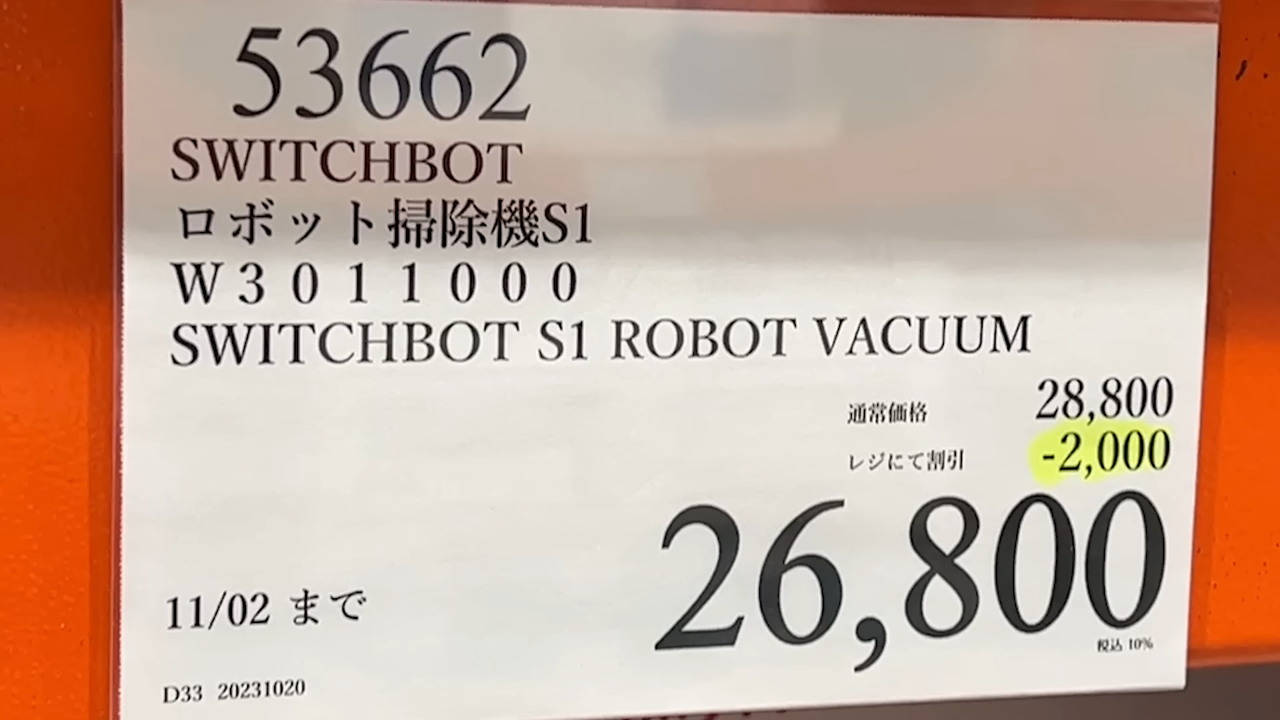 53662
SWITCHBOT
ロボット掃除機S1
W3011000
SWITCHBOT S1 ROBOT VACUUM
通常価格 28,800
レジにて割引 -2,000
26,800
税込 10%
11/02 まで
D33 20231020